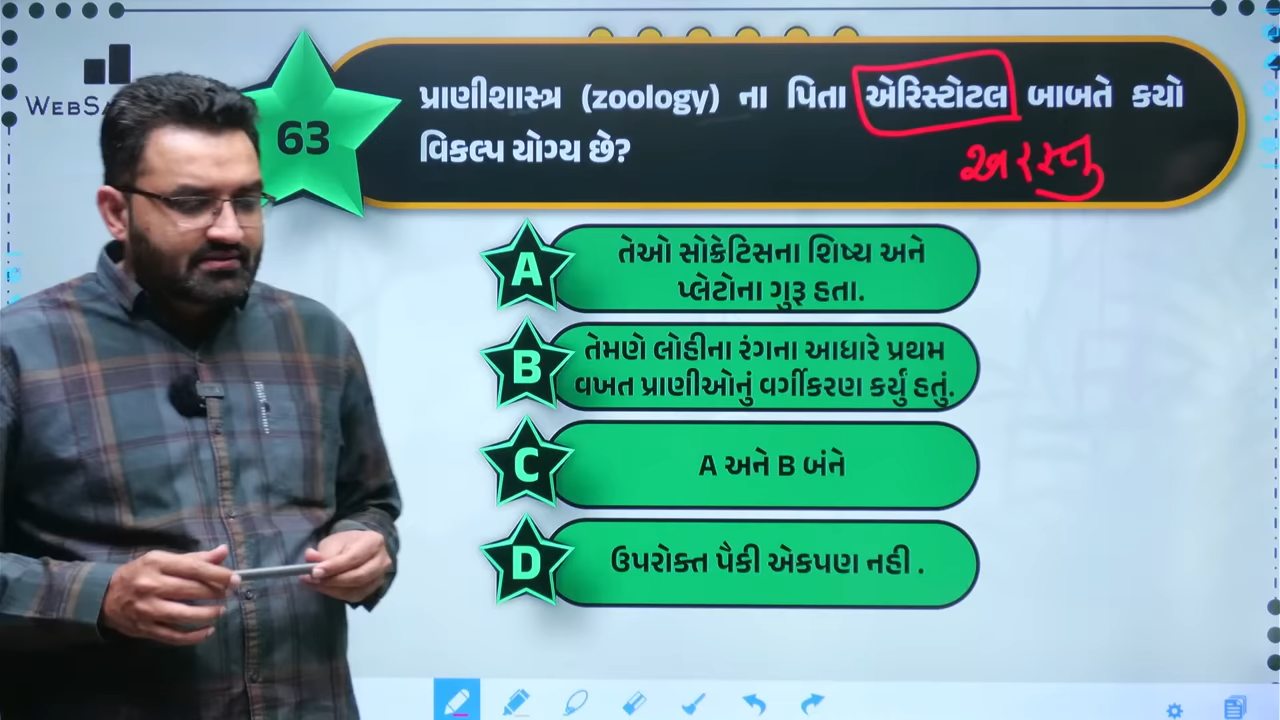 WEBSA
63
પ્રાણીશાસ્ત્ર (zoology) ના પિતા એરિસ્ટોટલ બાબતે કયો
વિકલ્પ યોગ્ય છે?
અરસ્તુ
A
તેઓ સોક્રેટિસના શિષ્ય અને
પ્લેટોના ગુરૂ હતા.
B
તેમણે લોહીના રંગના આધારે પ્રથમ
વખત પ્રાણીઓનું વર્ગીકરણ કર્યું હતું.
C
A અને B બંને
D
ઉપરોક્ત પૈકી એકપણ નહી .